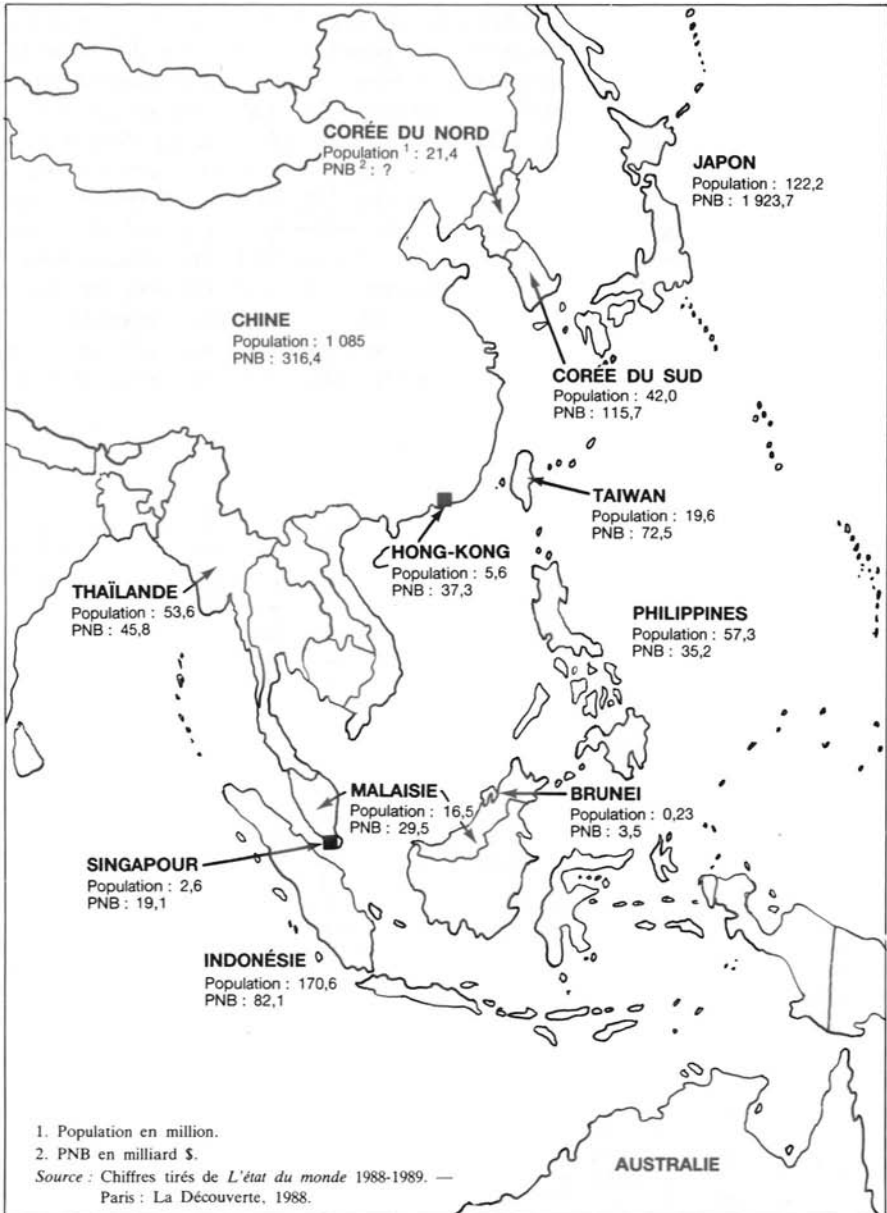 CORÉE DU NORD
Population ¹ : 21,4
PNB ² : ?
JAPON
Population : 122,2
PNB : 1 923,7
CHINE
Population : 1 085
PNB : 316,4
CORÉE DU SUD
Population : 42,0
PNB : 115,7
TAIWAN
Population : 19,6
PNB : 72,5
HONG-KONG
Population : 5,6
PNB : 37,3
THAÏLANDE
Population : 53,6
PNB : 45,8
PHILIPPINES
Population : 57,3
PNB : 35,2
MALAISIE
Population : 16,5
PNB : 29,5
BRUNEI
Population : 0,23
PNB : 3,5
SINGAPOUR
Population : 2,6
PNB : 19,1
INDONÉSIE
Population : 170,6
PNB : 82,1
AUSTRALIE
1. Population en million.
2. PNB en milliard $.
Source : Chiffres tirés de L'état du monde 1988-1989. —
Paris : La Découverte, 1988.